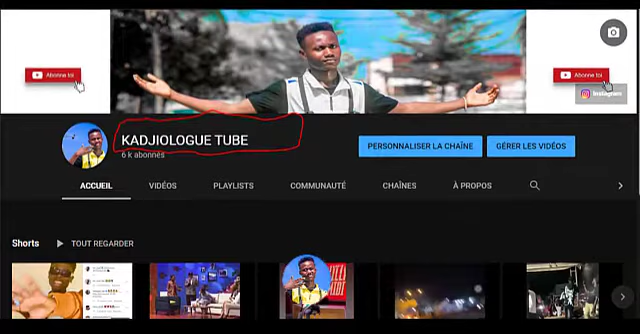 Abonne toi
Abonne toi
Instagram
KADJIOLOGUE TUBE
6 k abonnés
PERSONNALISER LA CHAÎNE
GÉRER LES VIDÉOS
ACCUEIL
VIDÉOS
PLAYLISTS
COMMUNAUTÉ
CHAÎNES
À PROPOS
Shorts
TOUT REGARDER